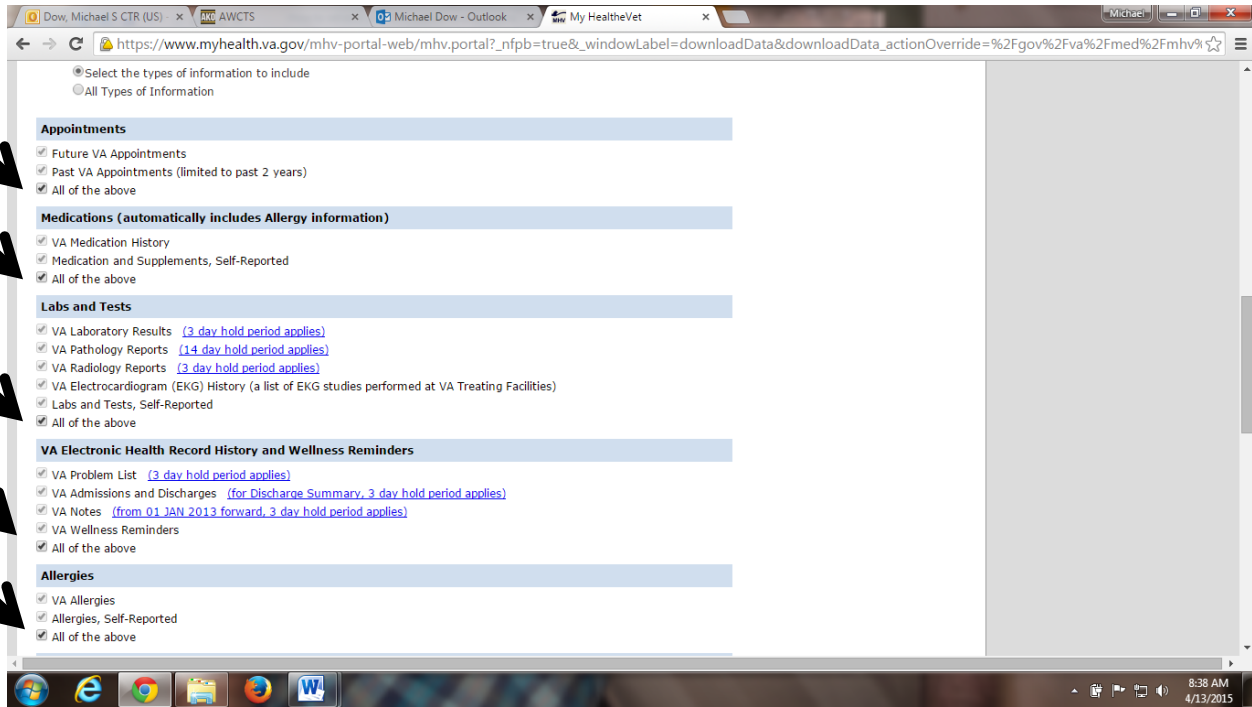 Dow, Michael S CTR (US) ×
AKO AWCTS ×
Michael Dow - Outlook ×
My HealtheVet ×
Michael
https://www.myhealth.va.gov/mhv-portal-web/mhv.portal?_nfpb=true&_windowLabel=downloadData&downloadData_actionOverride=%2Fgov%2Fva%2Fmed%2Fmhv%
Select the types of information to include
All Types of Information
Appointments
Future VA Appointments
Past VA Appointments (limited to past 2 years)
All of the above
Medications (automatically includes Allergy information)
VA Medication History
Medication and Supplements, Self-Reported
All of the above
Labs and Tests
VA Laboratory Results (3 day hold period applies)
VA Pathology Reports (14 day hold period applies)
VA Radiology Reports (3 day hold period applies)
VA Electrocardiogram (EKG) History (a list of EKG studies performed at VA Treating Facilities)
Labs and Tests, Self-Reported
All of the above
VA Electronic Health Record History and Wellness Reminders
VA Problem List (3 day hold period applies)
VA Admissions and Discharges (for Discharge Summary, 3 day hold period applies)
VA Notes (from 01 JAN 2013 forward, 3 day hold period applies)
VA Wellness Reminders
All of the above
Allergies
VA Allergies
Allergies, Self-Reported
All of the above
8:38 AM
4/13/2015